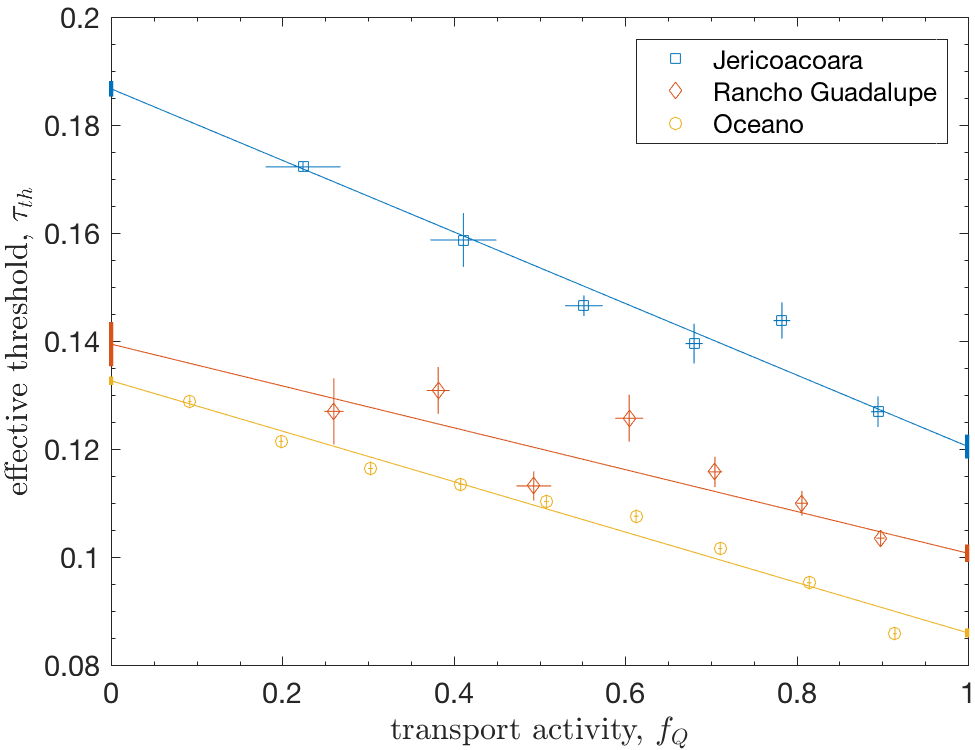 0.2
0.18
0.16
0.14
0.12
0.1
0.08
effective threshold, τ_th
Jericoacoara
Rancho Guadalupe
Oceano
0 0.2 0.4 0.6 0.8 1
transport activity, f_Q